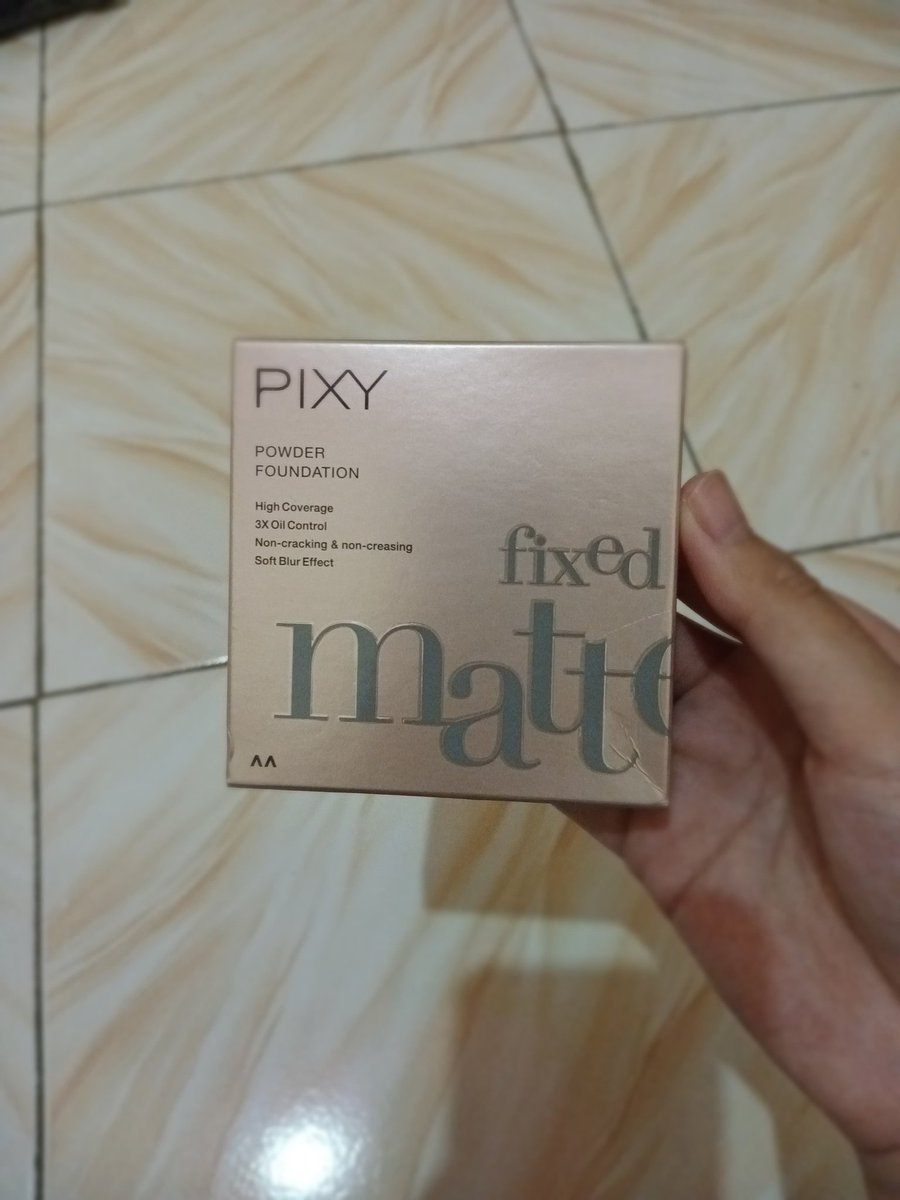 PIXY
POWDER
FOUNDATION
High Coverage
3X Oil Control
Non-cracking & non-creasing
Soft Blur Effect
fixed
matte